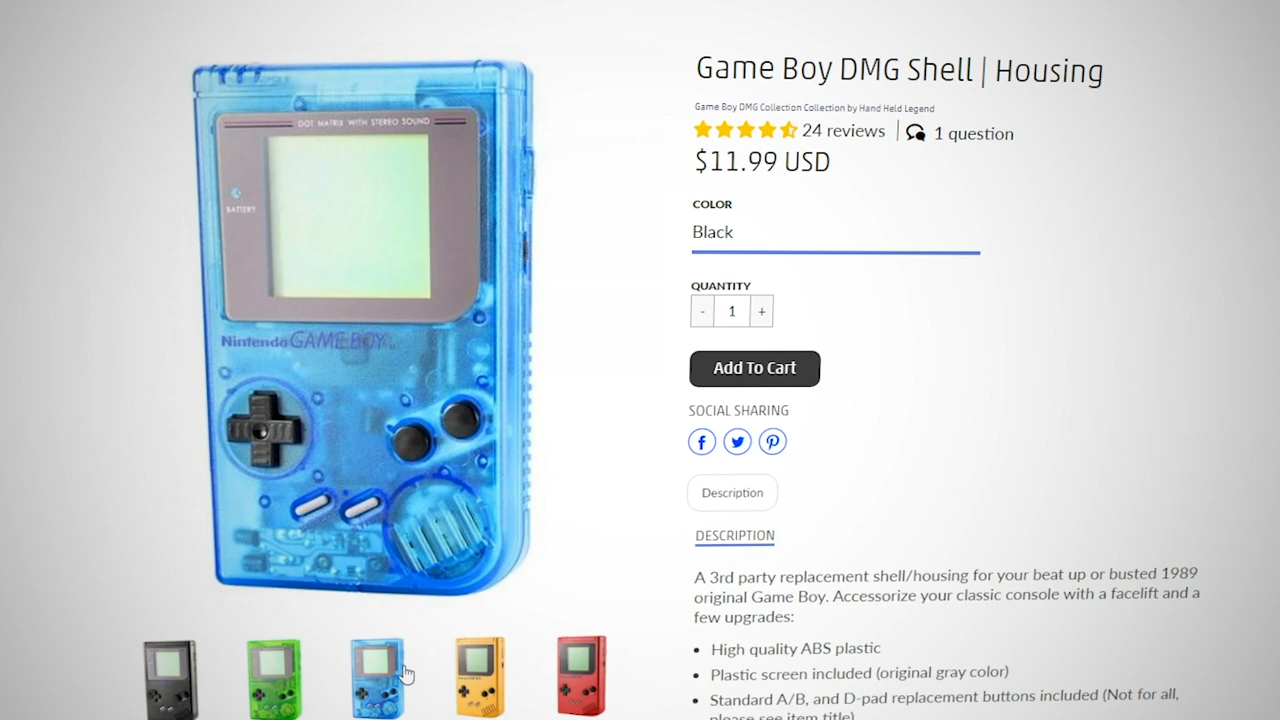 Game Boy DMG Shell | Housing
Game Boy DMG Collection Collection by Hand Held Legend
24 reviews
1 question
$11.99 USD
COLOR
Black
QUANTITY
- 1 +
Add To Cart
SOCIAL SHARING
Description
DESCRIPTION
A 3rd party replacement shell/housing for your beat up or busted 1989
original Game Boy. Accessorize your classic console with a facelift and a
few upgrades:
High quality ABS plastic
Plastic screen included (original gray color)
Standard A/B, and D-pad replacement buttons included (Not for all,
please see item title)
DOT MATRIX WITH STEREO SOUND
BATTERY
Nintendo GAME BOY